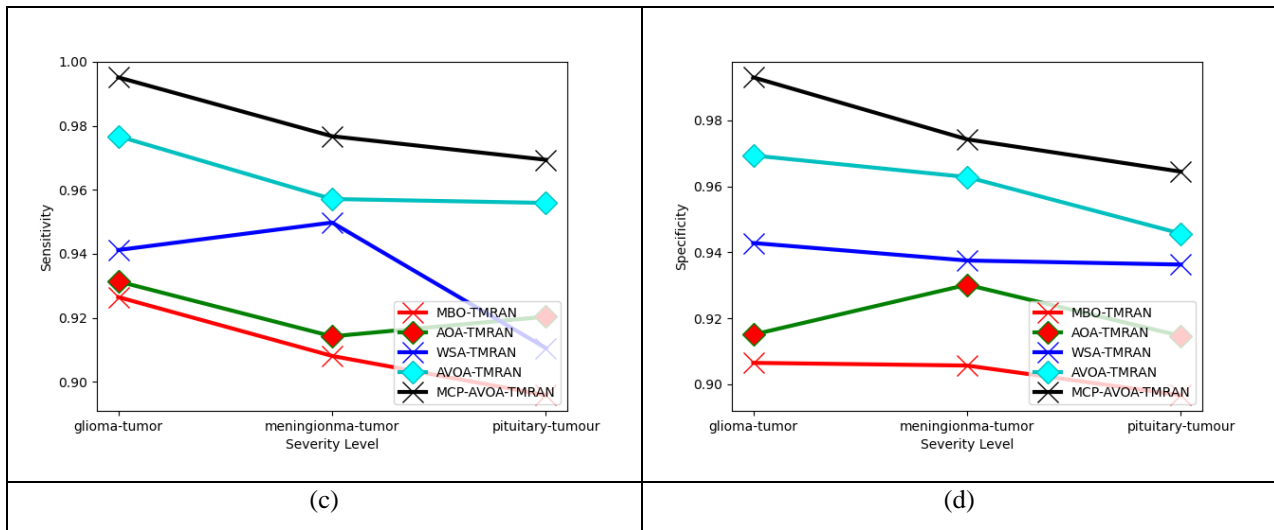 1.00
0.98
0.96
0.94
0.92
0.90
Sensitivity
MBO-TMRAN
AOA-TMRAN
WSA-TMRAN
AVOA-TMRAN
MCP-AVOA-TMRAN
glioma-tumor meningionma-tumor pituitary-tumour
Severity Level
(c)
0.98
0.96
0.94
0.92
0.90
Specificity
MBO-TMRAN
AOA-TMRAN
WSA-TMRAN
AVOA-TMRAN
MCP-AVOA-TMRAN
glioma-tumor meningionma-tumor pituitary-tumour
Severity Level
(d)